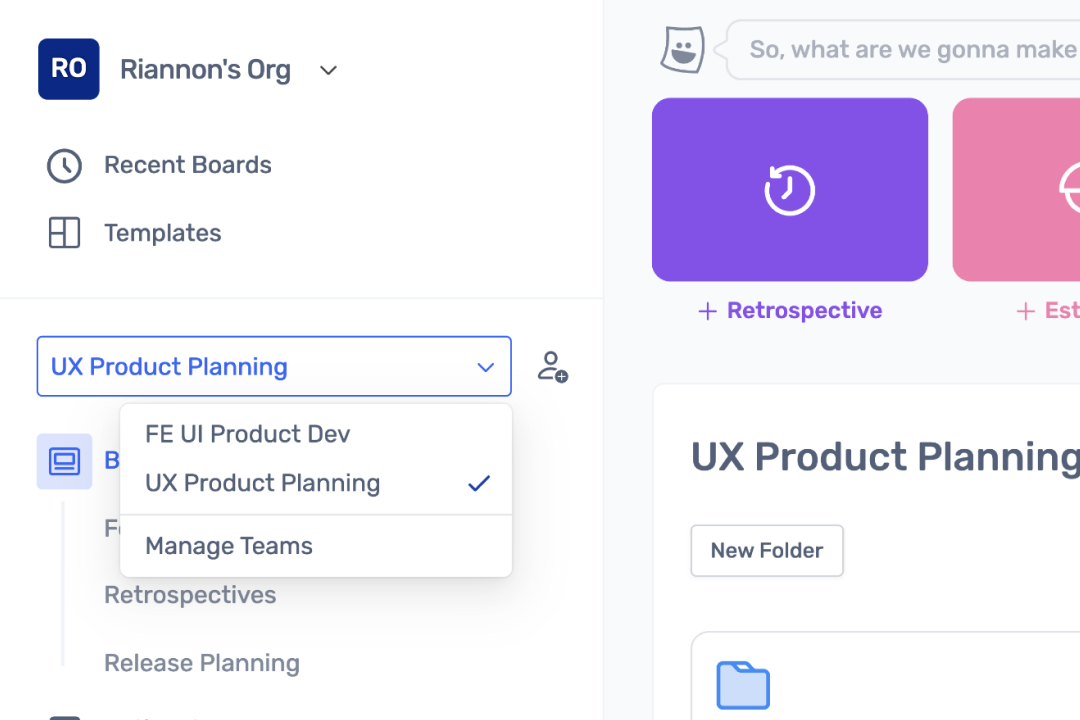 RO
Riannon's Org
Recent Boards
Templates
UX Product Planning
FE UI Product Dev
UX Product Planning
Manage Teams
Retrospectives
Release Planning
So, what are we gonna make
+ Retrospective
+ Est
UX Product Planning
New Folder